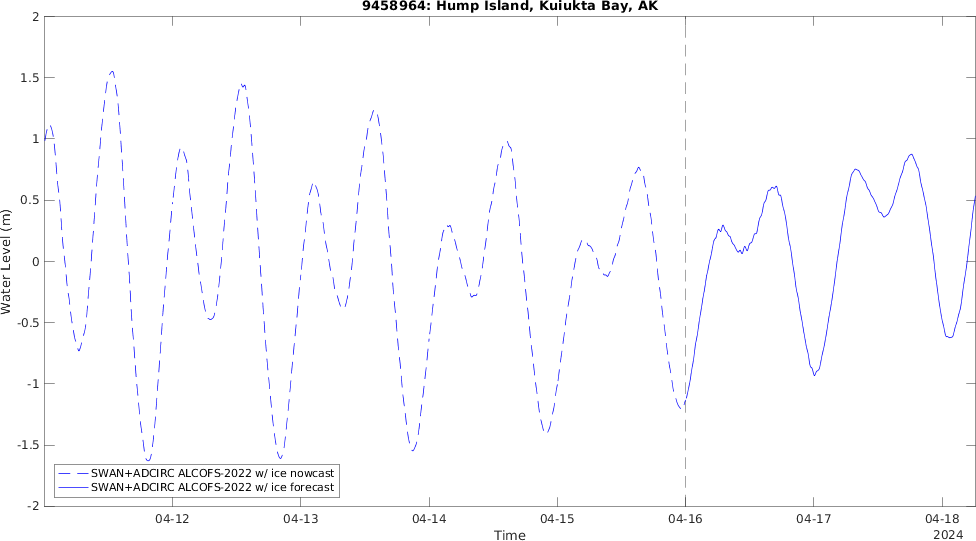 9458964: Hump Island, Kuiukta Bay, AK
2
1.5
1
0.5
0
-0.5
-1
-1.5
-2
Water Level (m)
SWAN+ADCIRC ALCOFS-2022 w/ ice nowcast
SWAN+ADCIRC ALCOFS-2022 w/ ice forecast
04-12 04-13 04-14 04-15 04-16 04-17 04-18
Time
2024